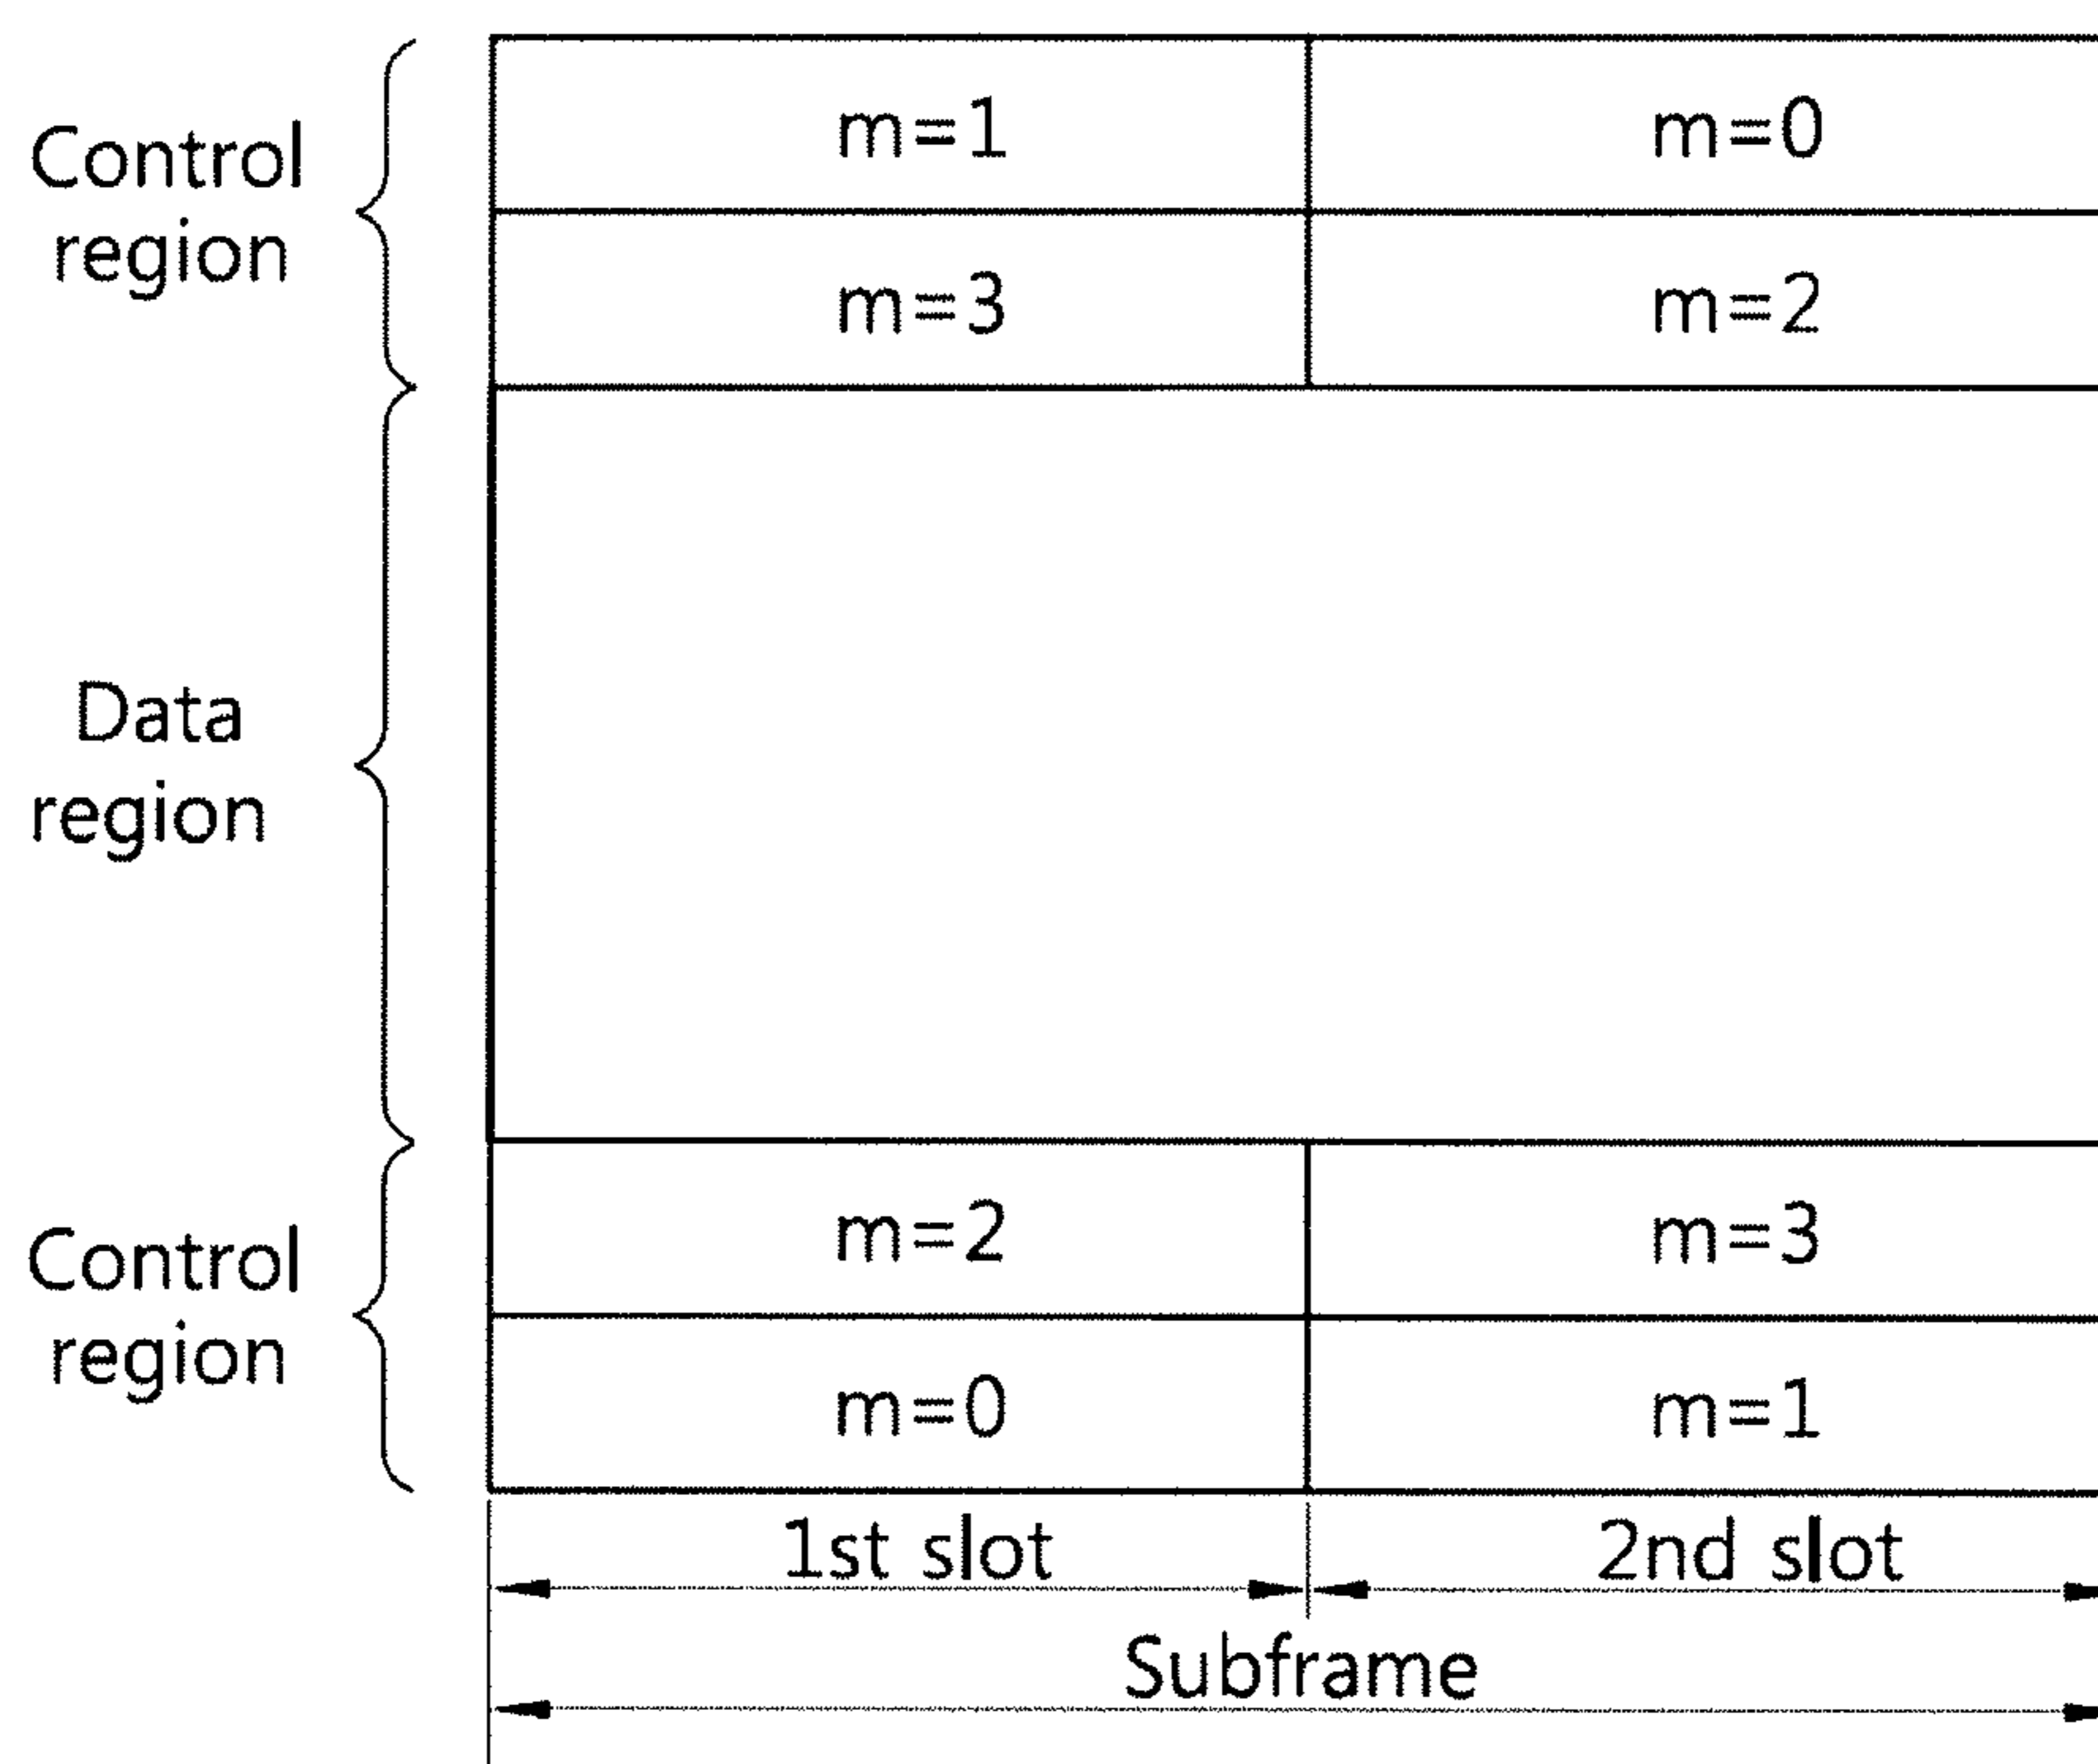 Control
region
m=1
m=0
m=3
m=2
Data
region
Control
region
m=2
m=3
m=0
m=1
1st slot
2nd slot
Subframe